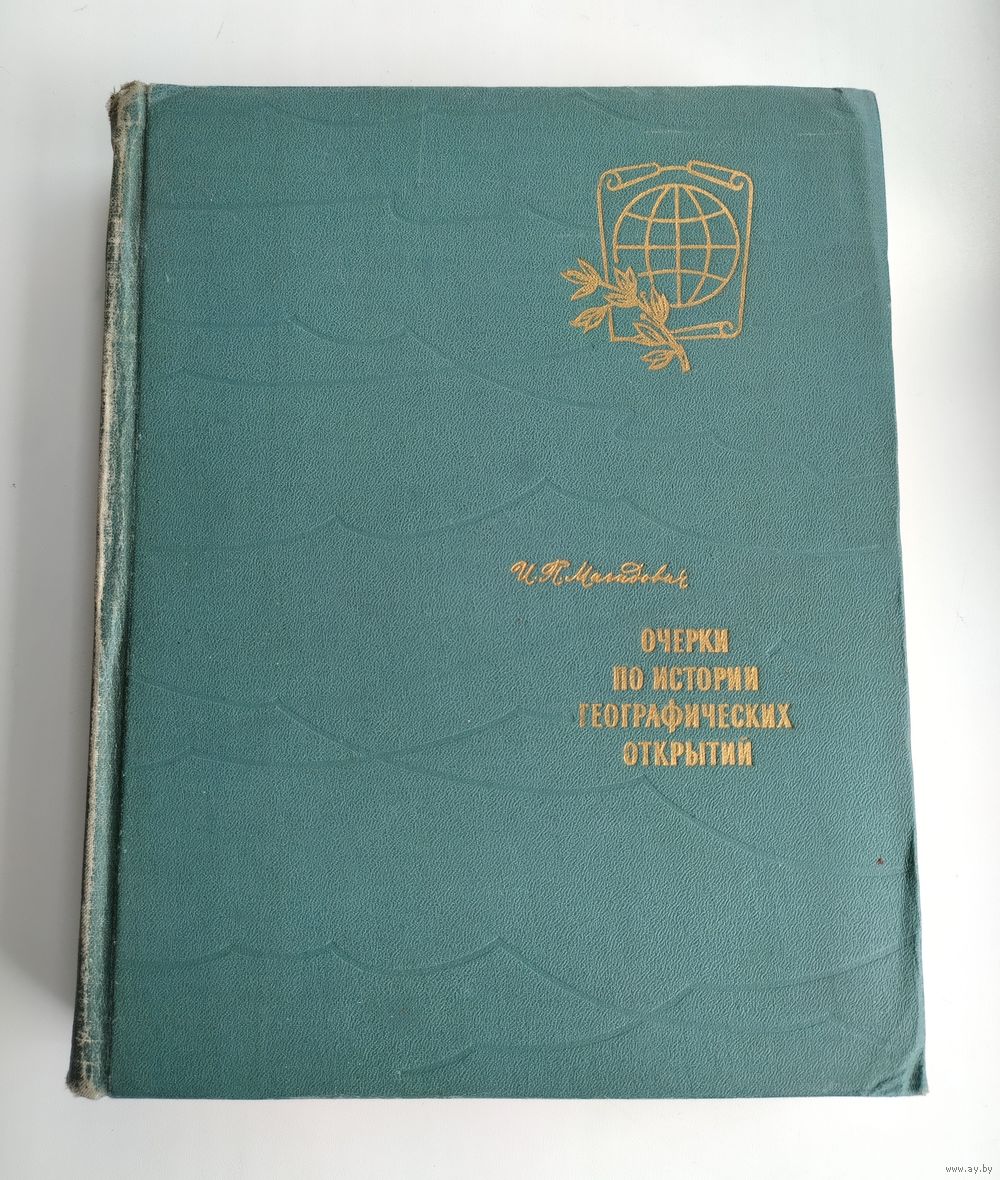 И. П. Магидович
ОЧЕРКИ
ПО ИСТОРИИ
ГЕОГРАФИЧЕСКИХ
ОТКРЫТИЙ
www.ay.by